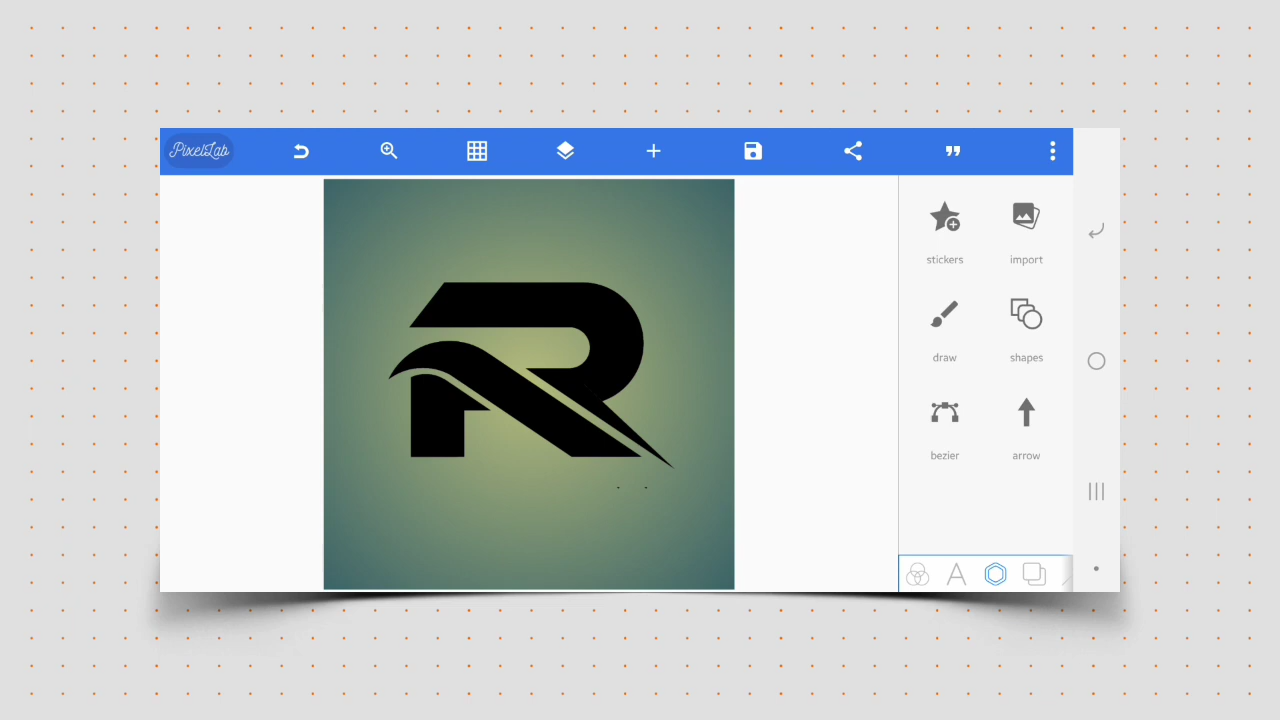 PixelLab
R
stickers
import
draw
shapes
bezier
arrow